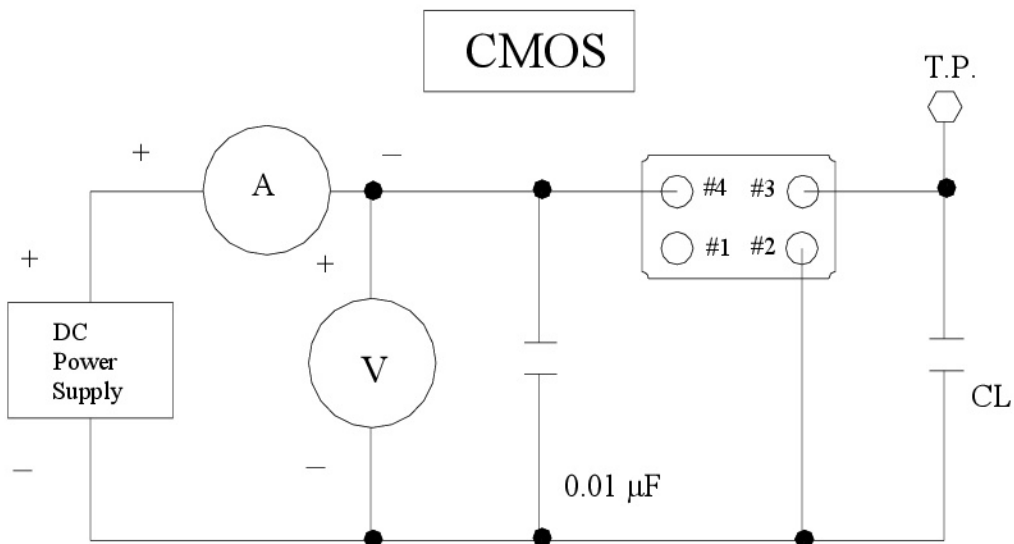 CMOS
T.P.
+
A
−
#4 #3
#1 #2
+
+
DC
Power
Supply
V
CL
−
−
0.01 μF